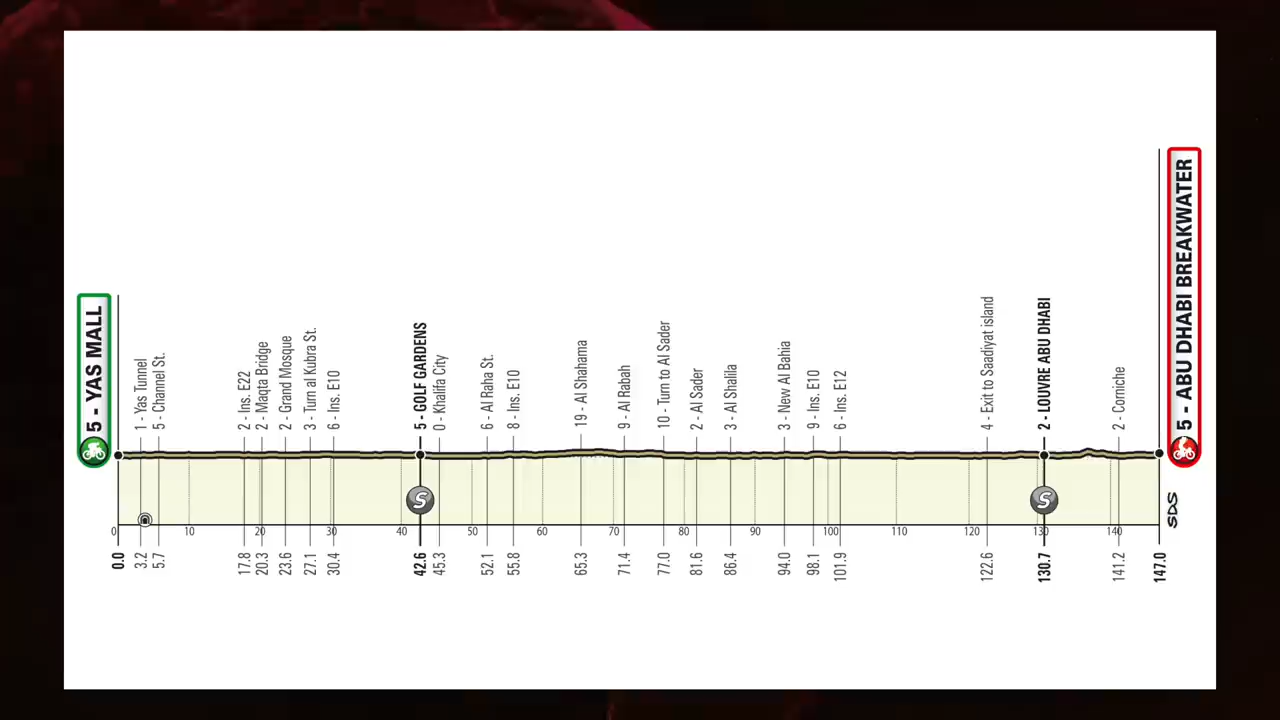 5 - YAS MALL
1 - Yas Tunnel
5 - Channel St.
2 - Ins. E22
2 - Maqta Bridge
2 - Grand Mosque
3 - Turn al Kubra St.
6 - Ins. E10
5 - GOLF GARDENS
0 - Khalifa City
6 - Al Raha St.
8 - Ins. E10
19 - Al Shahama
9 - Al Rabah
10 - Turn to Al Sader
2 - Al Sader
3 - Al Shalila
3 - New Al Bahia
9 - Ins. E10
6 - Ins. E12
4 - Exit to Saadiyat island
2 - LOUVRE ABU DHABI
2 - Corniche
5 - ABU DHABI BREAKWATER
S
S
SDS
0 10 20 30 40 50 60 70 80 90 100 110 120 130 140
0.0
3.2
5.7
17.8
20.3
23.6
27.1
30.4
42.6
45.3
52.1
55.8
65.3
71.4
77.0
81.6
86.4
94.0
98.1
101.9
122.6
130.7
141.2
147.0